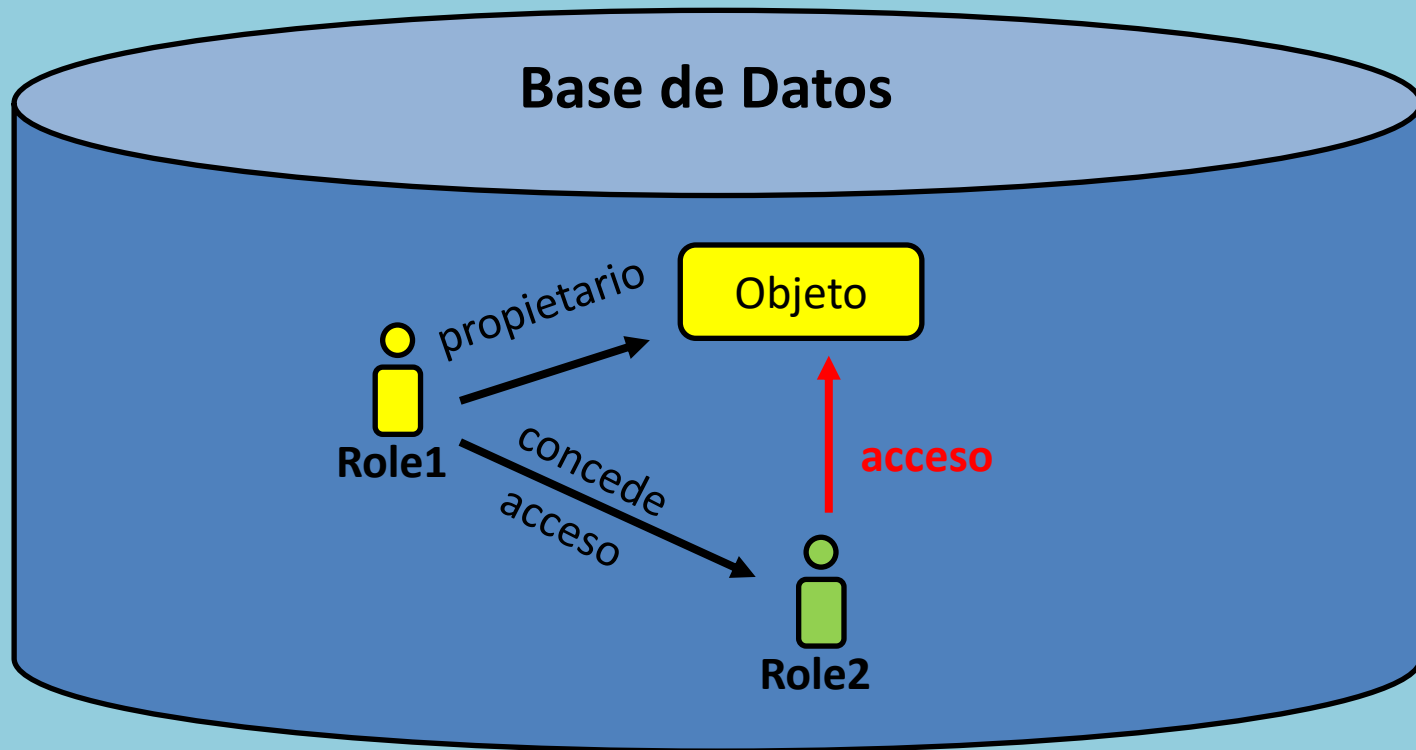 Base de Datos
propietario
Objeto
Role1
concede
acceso
acceso
Role2